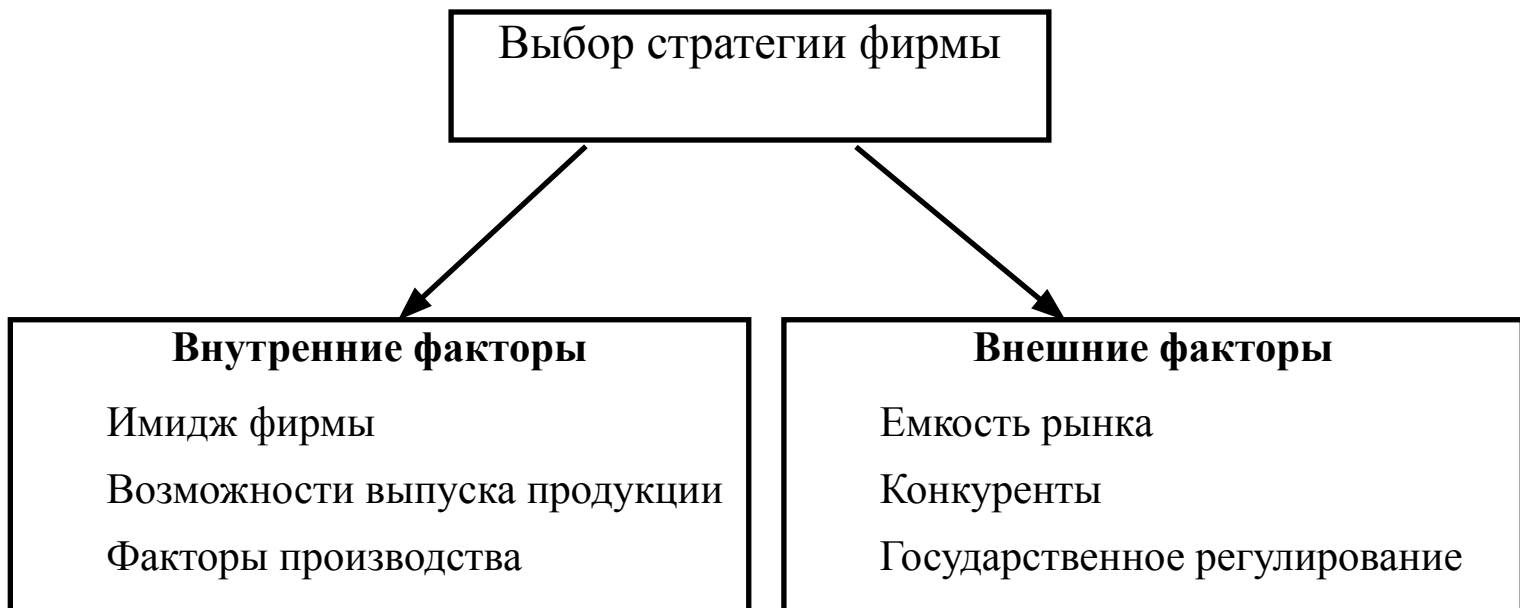 Выбор стратегии фирмы
Внутренние факторы
Имидж фирмы
Возможности выпуска продукции
Факторы производства
Внешние факторы
Емкость рынка
Конкуренты
Государственное регулирование